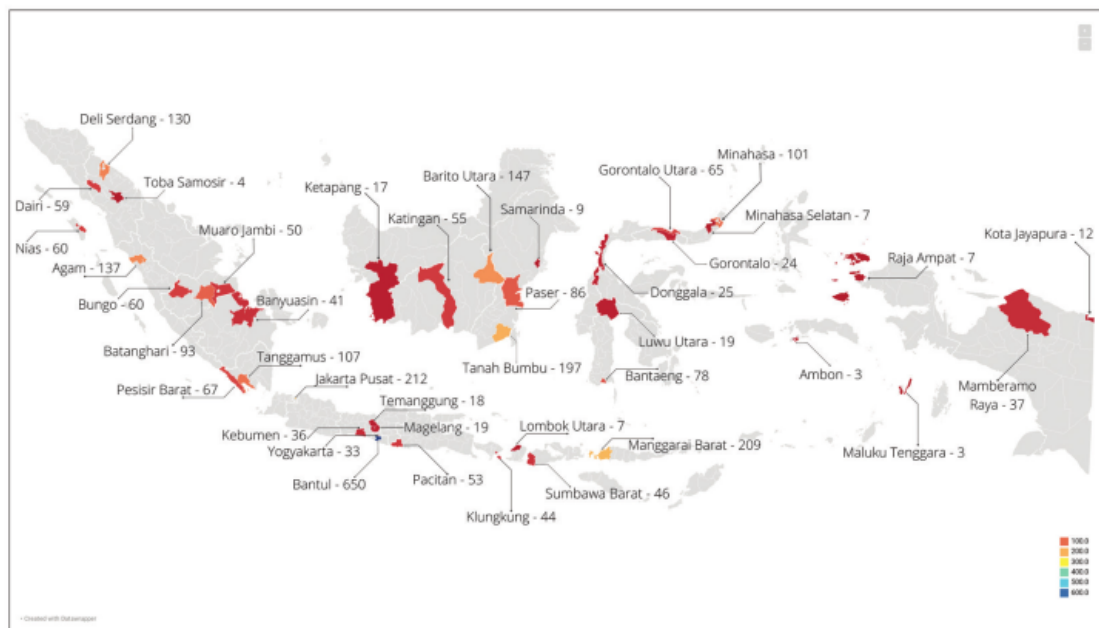 Deli Serdang - 130
Toba Samosir - 4
Dairi - 59
Nias - 60
Agam - 137
Muaro Jambi - 50
Bungo - 60
Banyuasin - 41
Batanghari - 93
Tanggamus - 107
Pesisir Barat - 67
Jakarta Pusat - 212
Temanggung - 18
Kebumen - 36
Magelang - 19
Yogyakarta - 33
Bantul - 650
Pacitan - 53
Ketapang - 17
Katingan - 55
Barito Utara - 147
Samarinda - 9
Paser - 86
Tanah Bumbu - 197
Lombok Utara - 7
Manggarai Barat - 209
Sumbawa Barat - 46
Klungkung - 44
Gorontalo Utara - 65
Minahasa - 101
Minahasa Selatan - 7
Gorontalo - 24
Donggala - 25
Luwu Utara - 19
Bantaeng - 78
Kota Jayapura - 12
Raja Ampat - 7
Ambon - 3
Mamberamo
Raya - 37
Maluku Tenggara - 3
100.0
200.0
300.0
400.0
500.0
600.0
• Created with Datawrapper